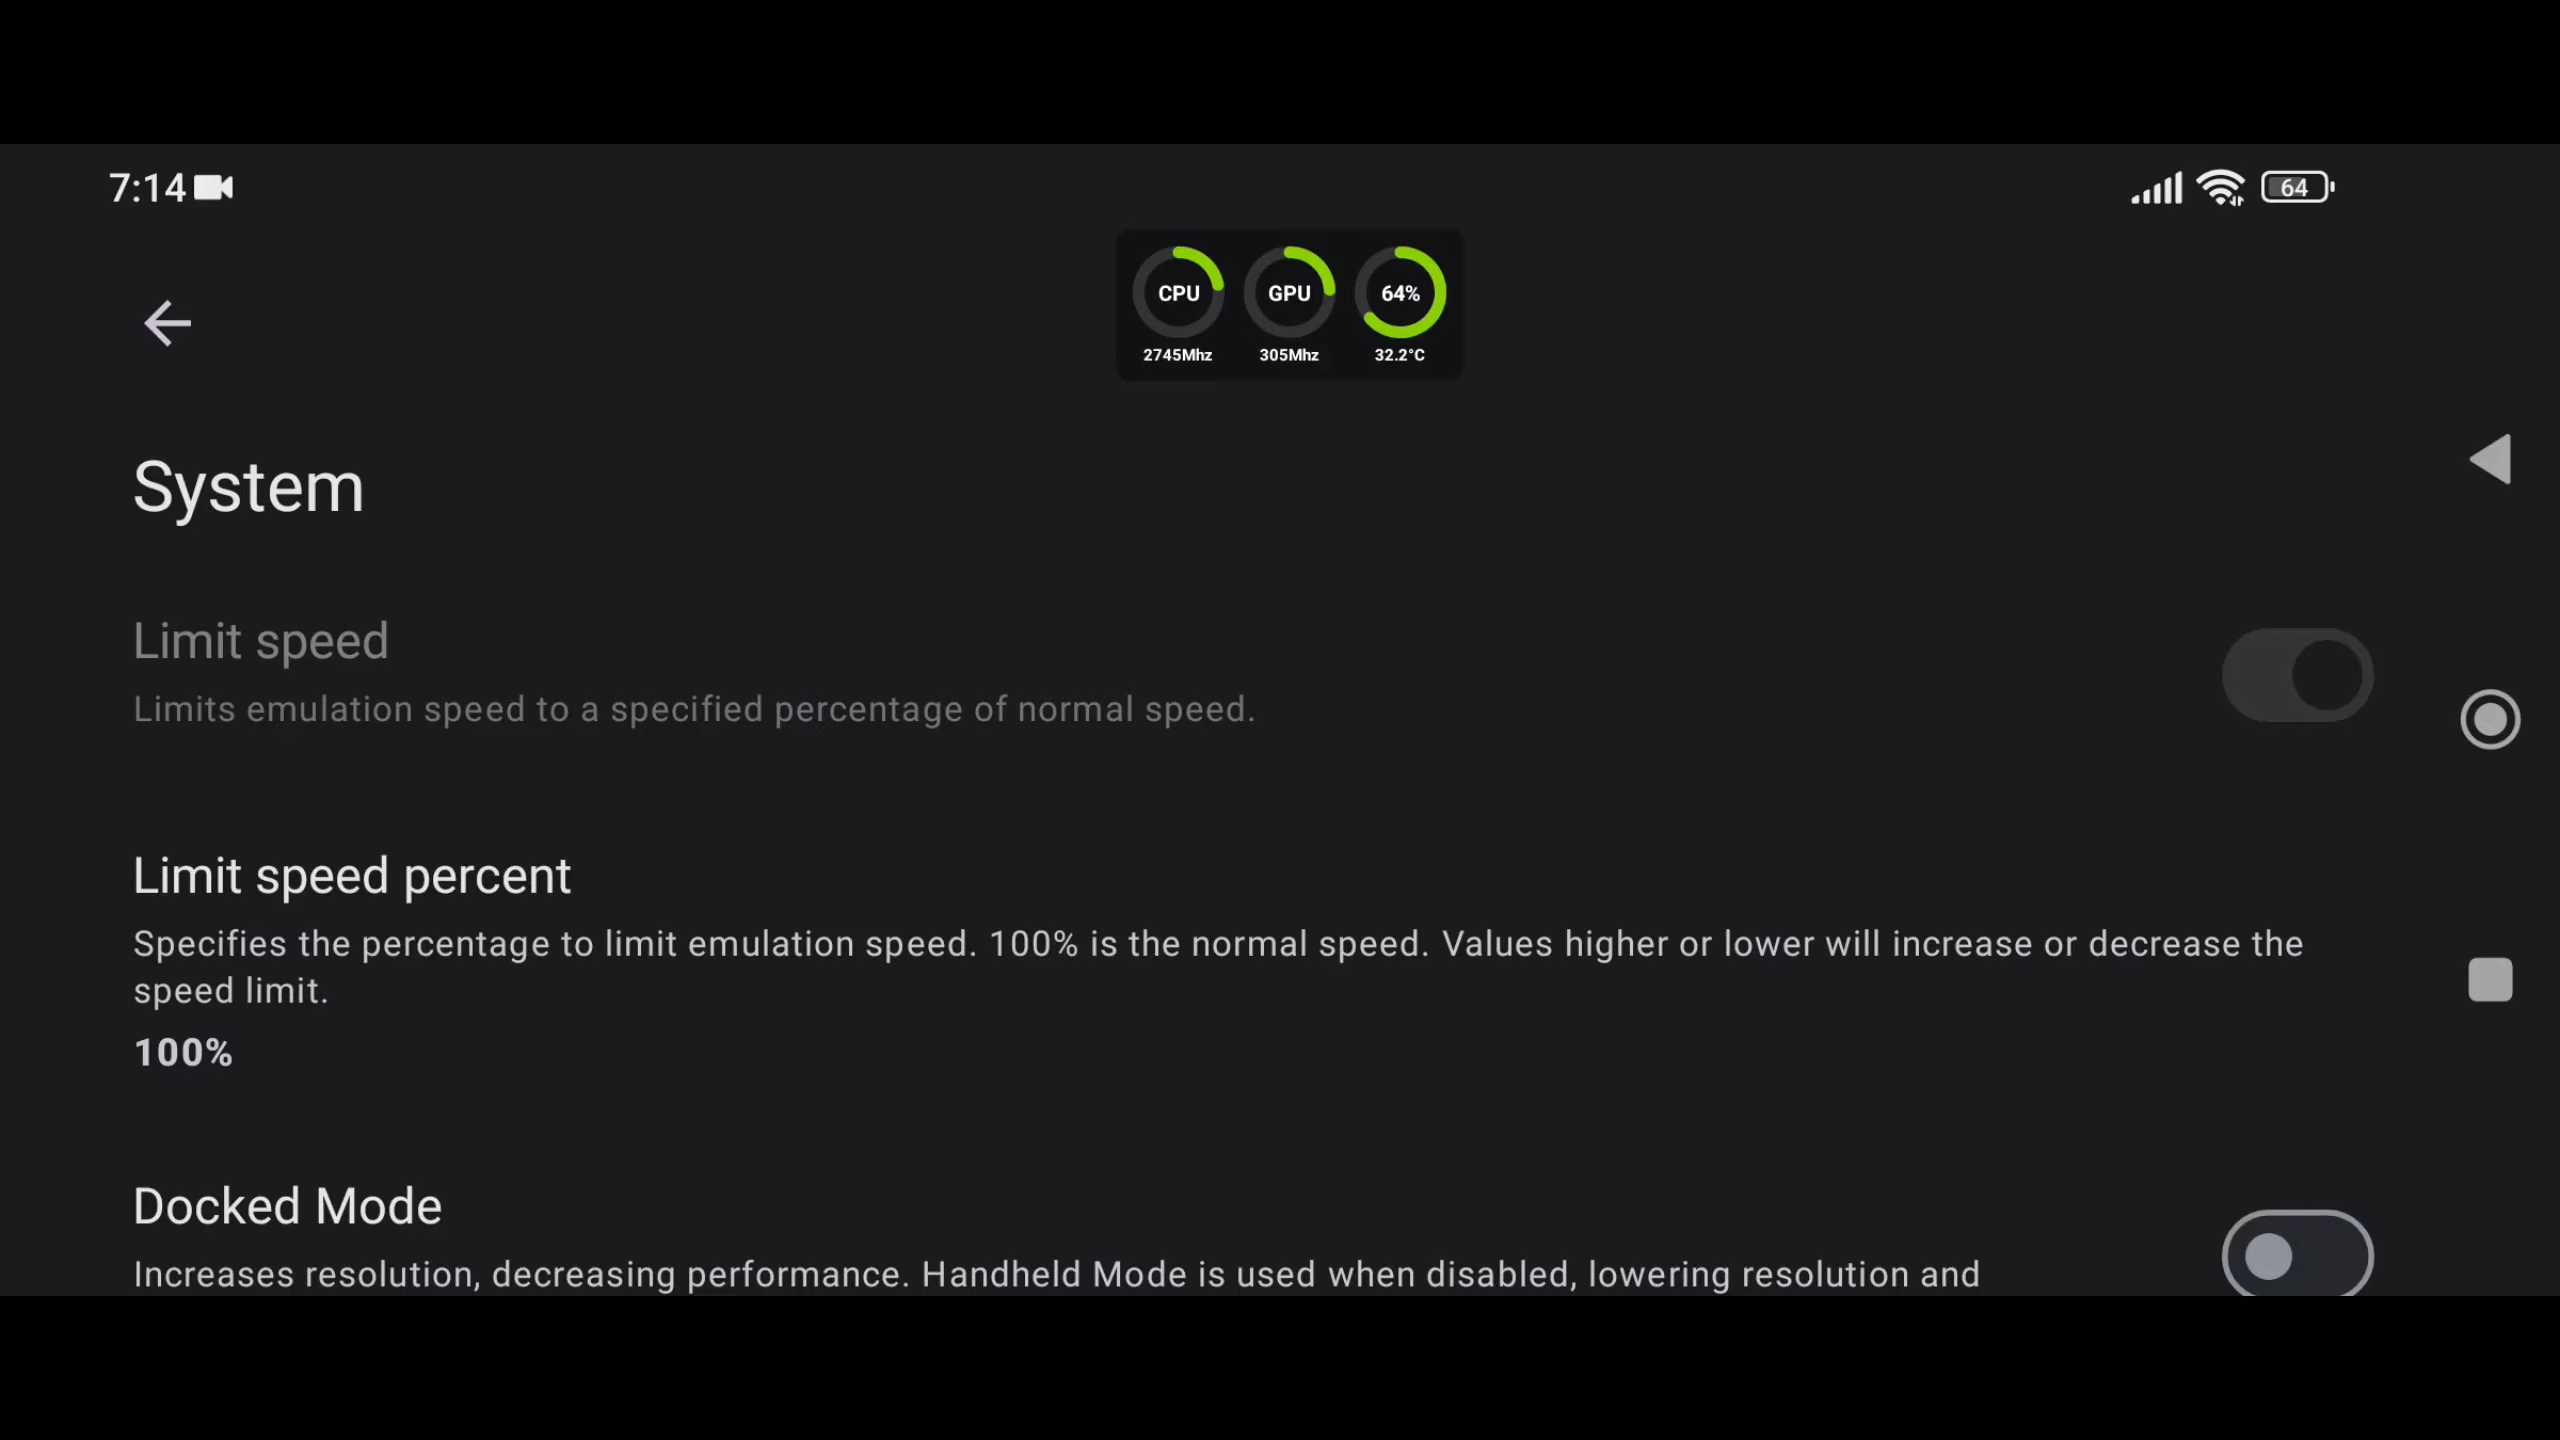 7:14
64
CPU GPU 64%
2745Mhz 305Mhz 32.2°C
System
Limit speed
Limits emulation speed to a specified percentage of normal speed.
Limit speed percent
Specifies the percentage to limit emulation speed. 100% is the normal speed. Values higher or lower will increase or decrease the
speed limit.
100%
Docked Mode
Increases resolution, decreasing performance. Handheld Mode is used when disabled, lowering resolution and